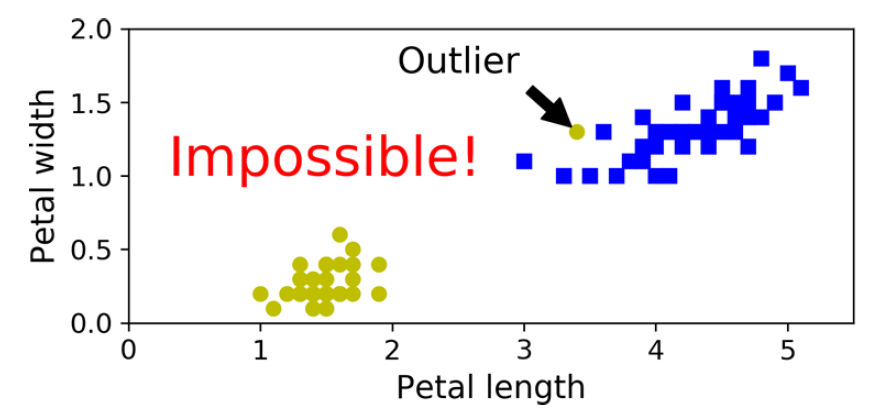 2.0
Outlier
1.5
Impossible!
1.0
Petal width
0.5
0.0
0 1 2 3 4 5
Petal length